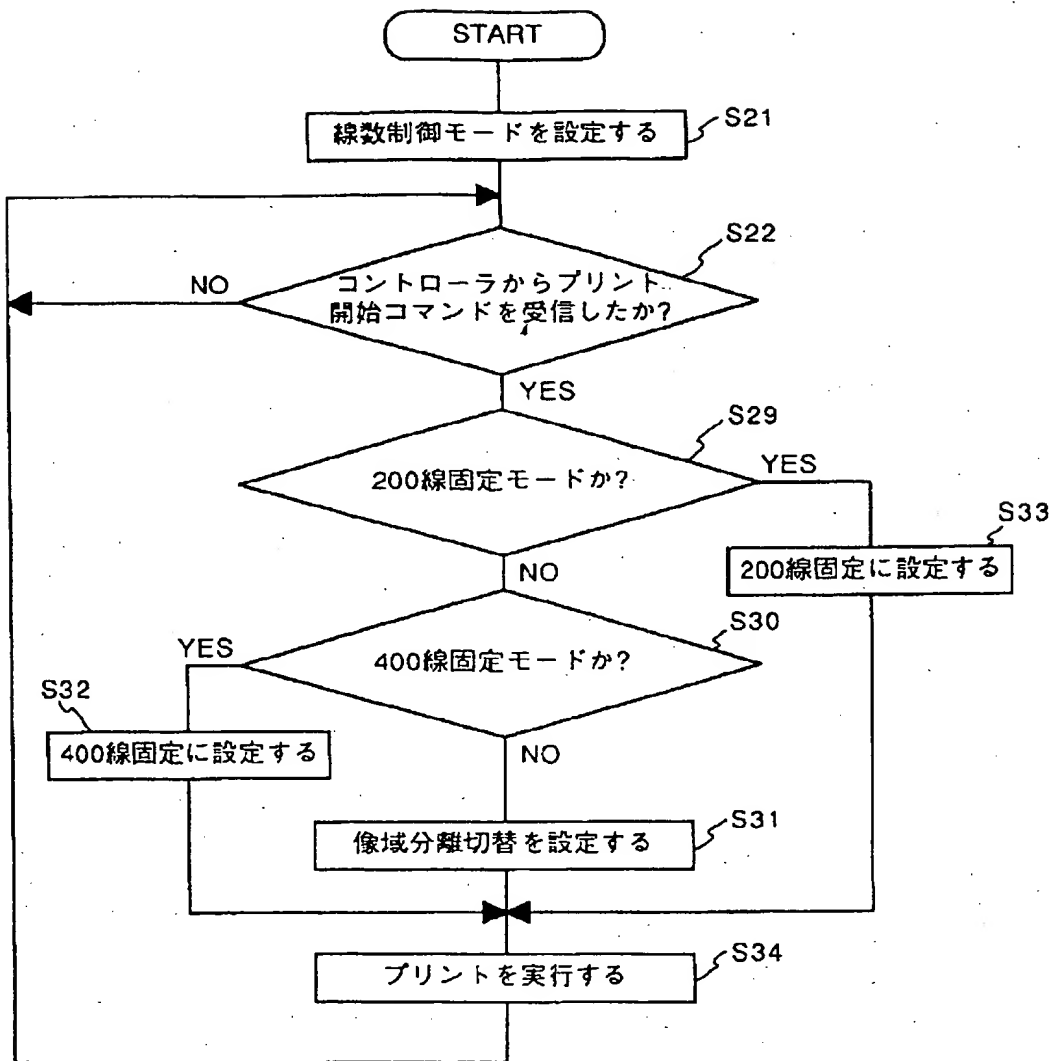 START
線数制御モードを設定する
S21
S22
NO
コントローラからプリント
開始コマンドを受信したか?
YES
S29
200線固定モードか?
YES
S33
200線固定に設定する
NO
S30
YES
400線固定モードか?
S32
400線固定に設定する
NO
S31
像域分離切替を設定する
S34
プリントを実行する